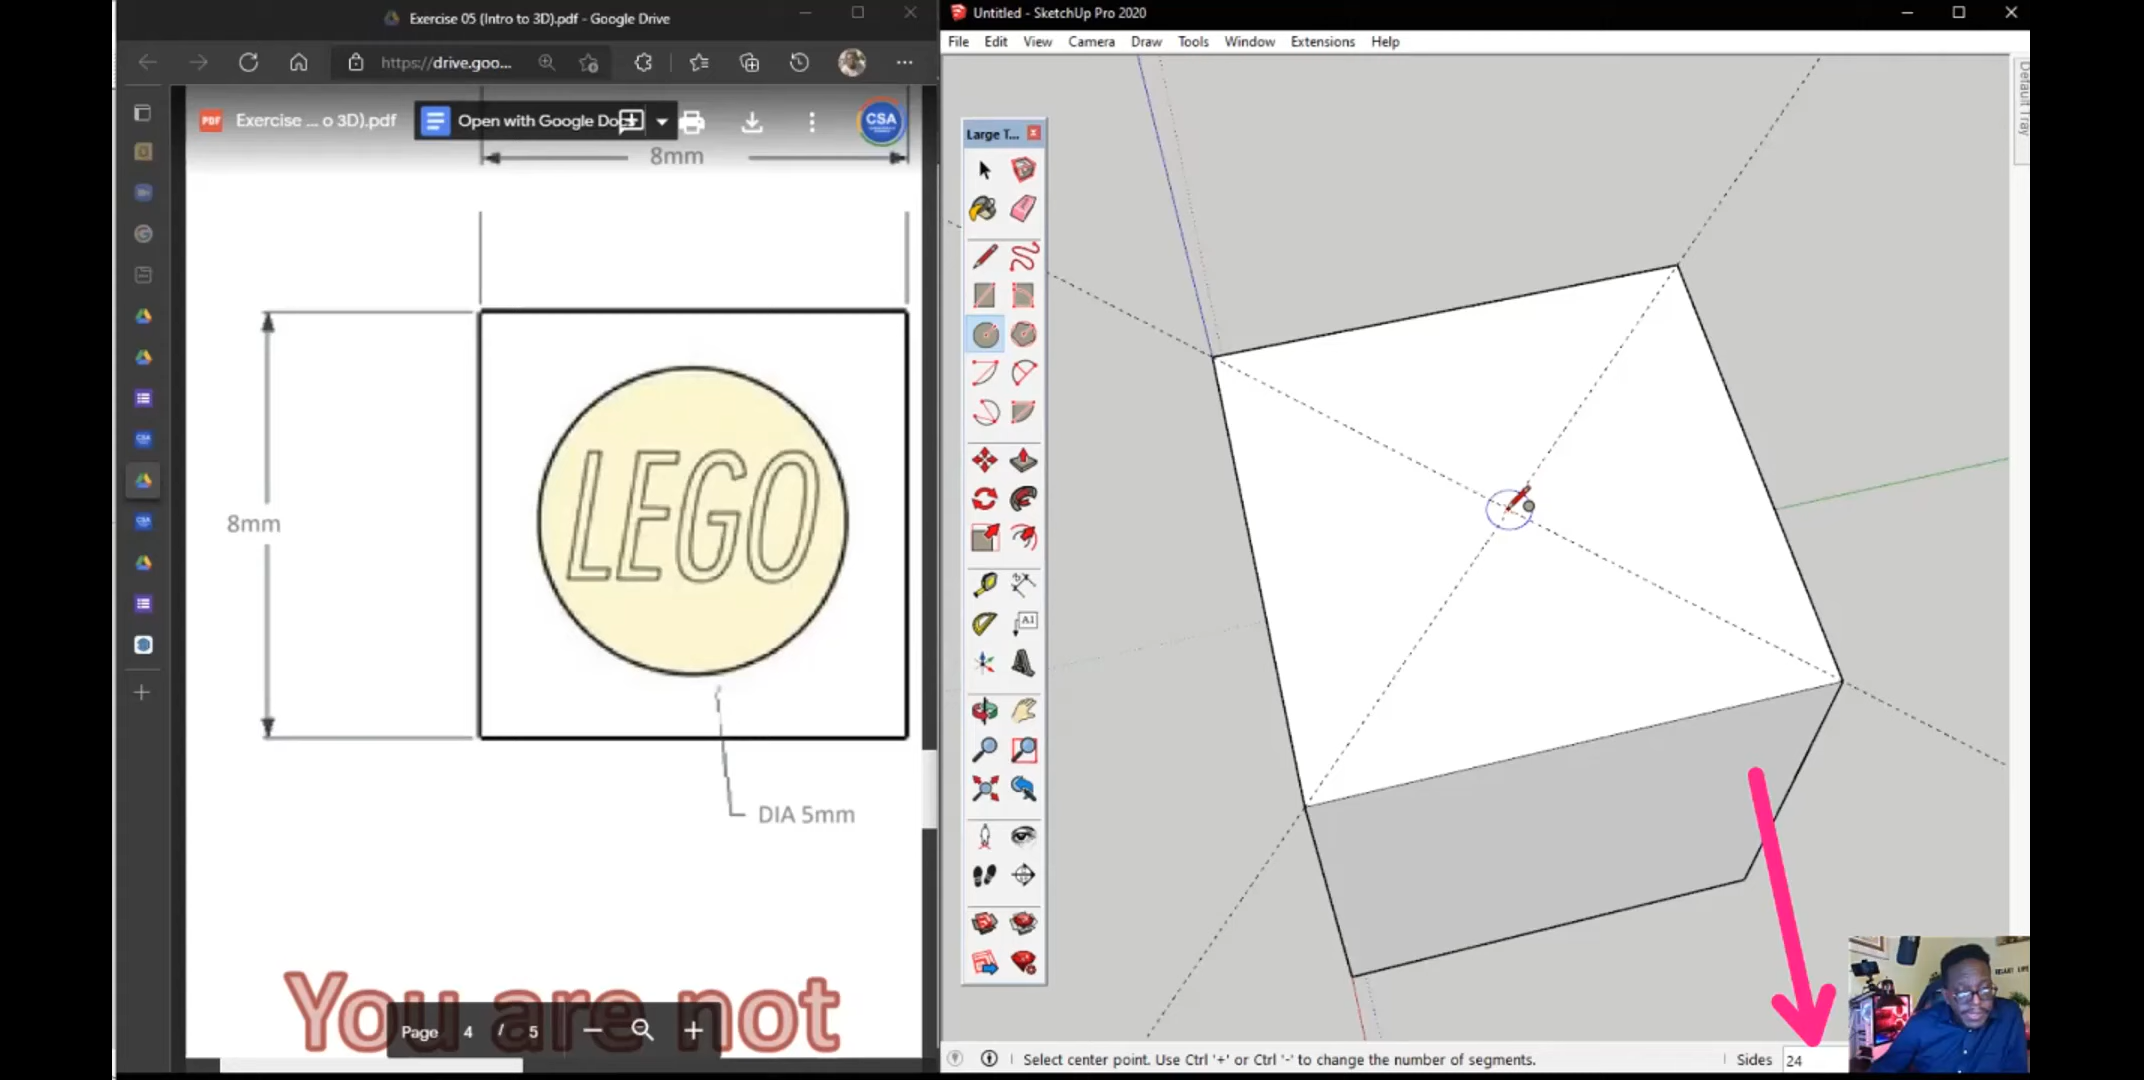 Exercise 05 (Intro to 3D).pdf - Google Drive
https://drive.goo...
PDF Exercise ... o 3D).pdf
Open with Google Doc
CSA
8mm
8mm
LEGO
DIA 5mm
You are not
Page 4 / 5
Untitled - SketchUp Pro 2020
File Edit View Camera Draw Tools Window Extensions Help
Default Tray
Large T...
A1
Select center point. Use Ctrl '+' or Ctrl '-' to change the number of segments.
Sides 24